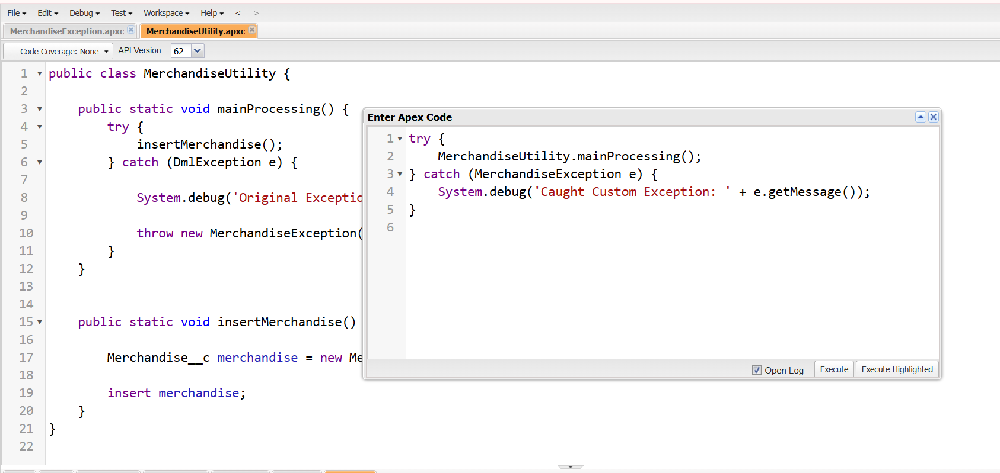 File Edit Debug Test Workspace Help < >
MerchandiseException.apxc MerchandiseUtility.apxc
Code Coverage: None API Version: 62
1 public class MerchandiseUtility {
2
3 public static void mainProcessing() {
4 try {
5 insertMerchandise();
6 } catch (DmlException e) {
7
8 System.debug('Original Exceptio
9
10 throw new MerchandiseException(
11 }
12 }
13
14
15 public static void insertMerchandise()
16
17 Merchandise__c merchandise = new Me
18
19 insert merchandise;
20 }
21 }
22
Enter Apex Code
1 try {
2 MerchandiseUtility.mainProcessing();
3 } catch (MerchandiseException e) {
4 System.debug('Caught Custom Exception: ' + e.getMessage());
5 }
6
Open Log Execute Execute Highlighted